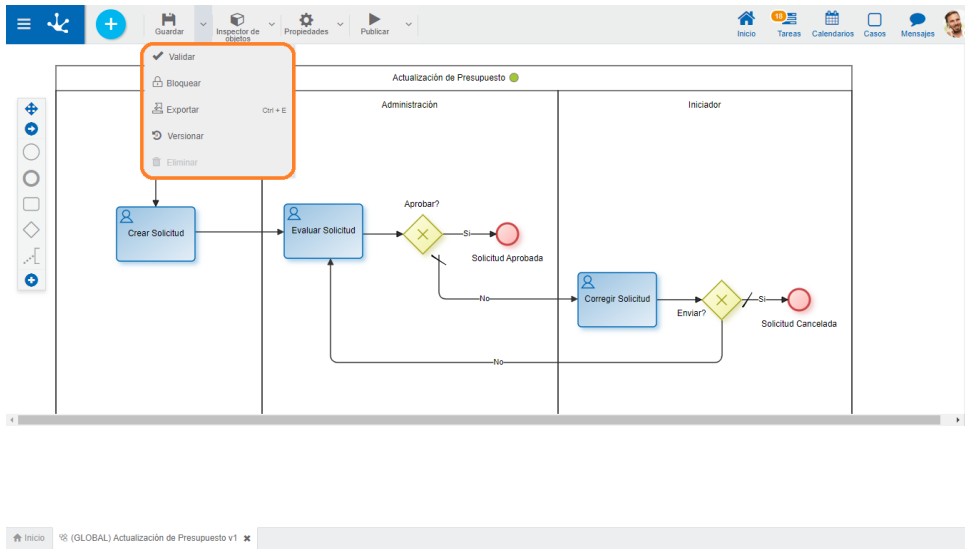 Guardar
Inspector de
objetos
Propiedades
Publicar
Inicio
10
Tareas
Calendarios
Casos
Mensajes
Validar
Bloquear
Exportar Ctrl + E
Versionar
Eliminar
Actualización de Presupuesto
Administración
Iniciador
Crear Solicitud
Evaluar Solicitud
Aprobar?
Si
Solicitud Aprobada
No
Corregir Solicitud
Enviar?
Si
Solicitud Cancelada
No
Inicio
(GLOBAL) Actualización de Presupuesto v1